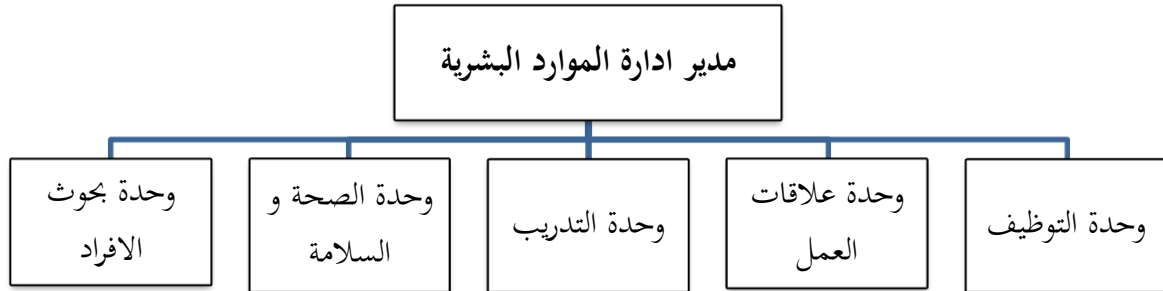 مدير ادارة الموارد البشرية
وحدة التوظيف
وحدة علاقات
العمل
وحدة التدريب
وحدة الصحة و
السلامة
وحدة بحوث
الافراد